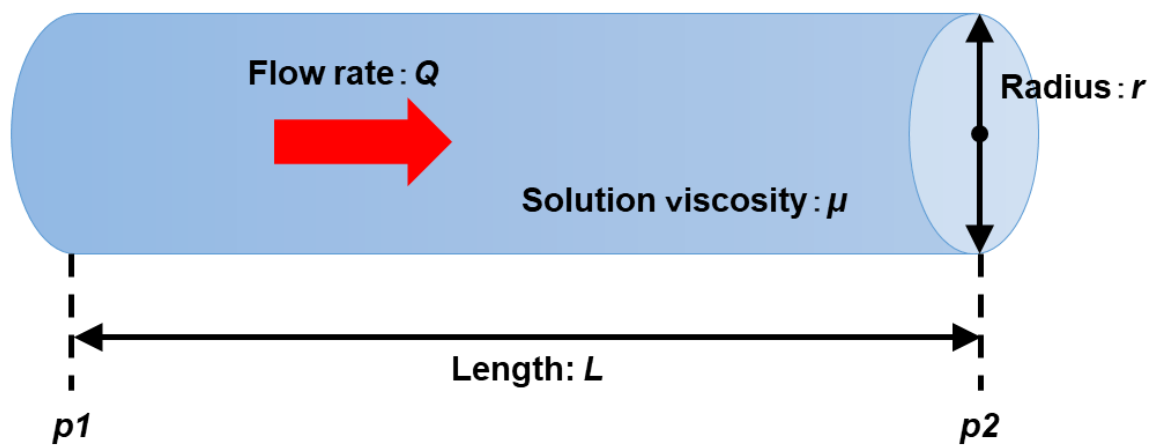 Flow rate : Q
Radius : r
Solution viscosity : μ
Length: L
p1
p2